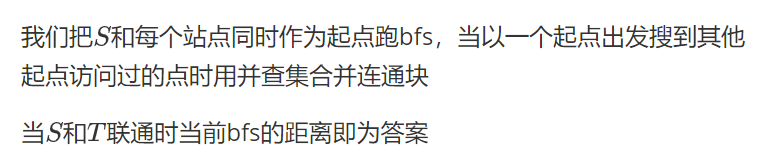 我们把S和每个站点同时作为起点跑bfs，当以一个起点出发搜到其他
起点访问过的点时用并查集合并连通块
当S和T联通时当前bfs的距离即为答案